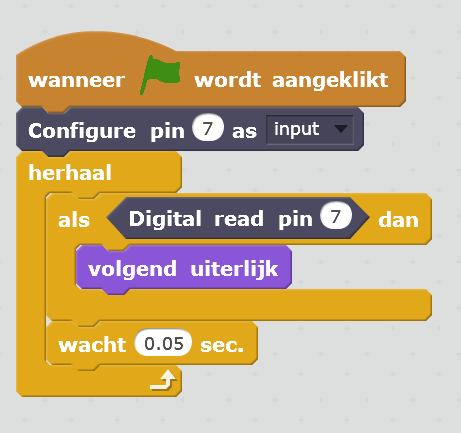 wanneer wordt aangeklikt
Configure pin 7 as input
herhaal
als Digital read pin 7 dan
volgend uiterlijk
wacht 0.05 sec.